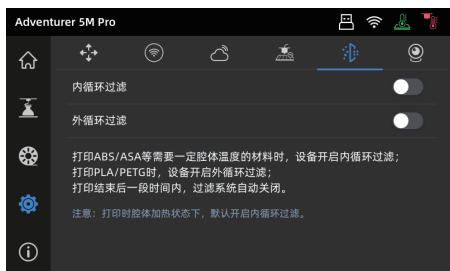 Adventurer 5M Pro
内循环过滤
外循环过滤
打印ABS/ASA等需要一定腔体温度的材料时，设备开启内循环过滤；
打印PLA/PETG时，设备开启外循环过滤；
打印结束后一段时间内，过滤系统自动关闭。
注意：打印时腔体加热状态下，默认开启内循环过滤。